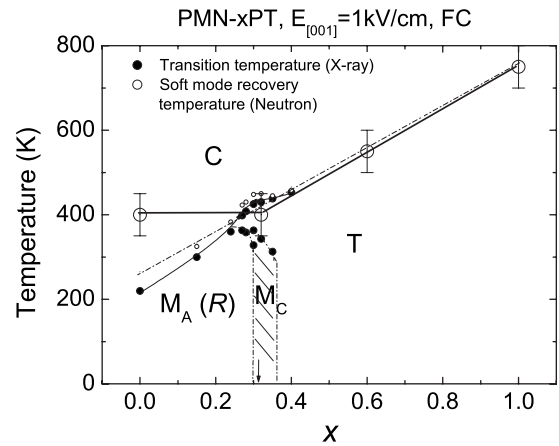 PMN-xPT, E[001]=1kV/cm, FC
Transition temperature (X-ray)
Soft mode recovery
temperature (Neutron)
Temperature (K)
800
600
400
200
0
C
T
MA (R)
MC
0.0 0.2 0.4 0.6 0.8 1.0
x